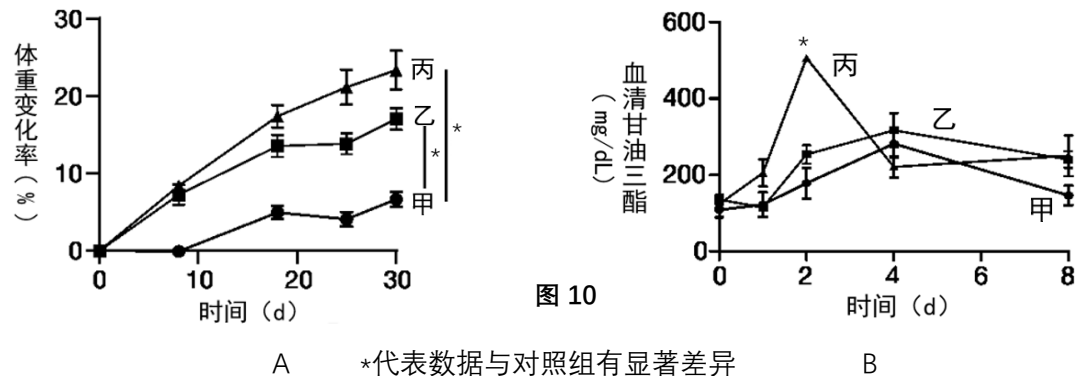 体重变化率（%）
30
20
10
0
0
10
20
30
时间（d）
丙
乙
甲
*
*
A
图 10
*代表数据与对照组有显著差异
血清甘油三酯
（mg/dL）
600
400
200
0
0
2
4
6
8
时间（d）
*
丙
乙
甲
B